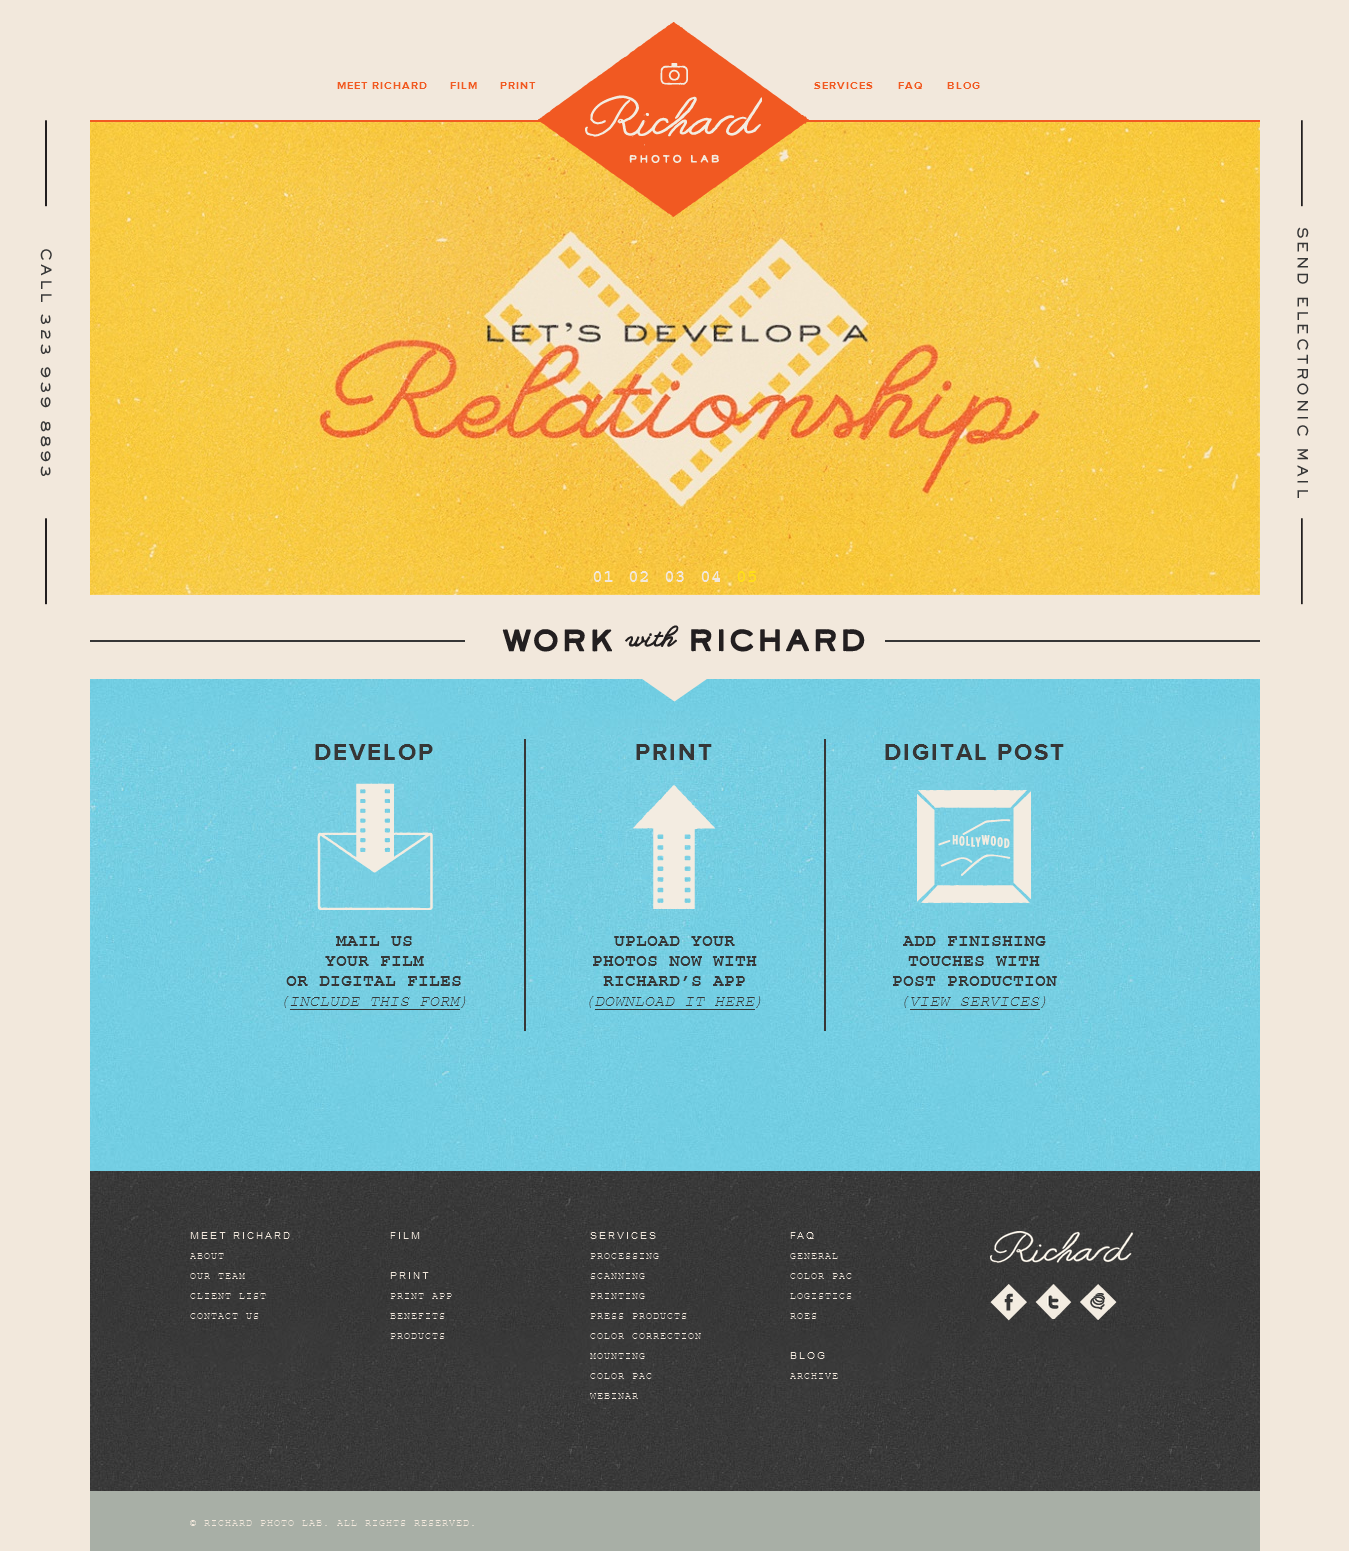 MEET RICHARD FILM PRINT
Richard
PHOTO LAB
SERVICES FAQ BLOG
CALL 323 939 8893
SEND ELECTRONIC MAIL
LET'S DEVELOP A
Relationship
01 02 03 04 05
WORK with RICHARD
DEVELOP
MAIL US
YOUR FILM
OR DIGITAL FILES
(INCLUDE THIS FORM)
PRINT
UPLOAD YOUR
PHOTOS NOW WITH
RICHARD’S APP
(DOWNLOAD IT HERE)
DIGITAL POST
HOLLYWOOD
ADD FINISHING
TOUCHES WITH
POST PRODUCTION
(VIEW SERVICES)
MEET RICHARD
ABOUT
OUR TEAM
CLIENT LIST
CONTACT US
FILM
PRINT
PRINT APP
BENEFITS
PRODUCTS
SERVICES
PROCESSING
SCANNING
PRINTING
PRESS PRODUCTS
COLOR CORRECTION
MOUNTING
COLOR PAC
WEBINAR
FAQ
GENERAL
COLOR PAC
LOGISTICS
ROES
BLOG
ARCHIVE
Richard
© RICHARD PHOTO LAB. ALL RIGHTS RESERVED.